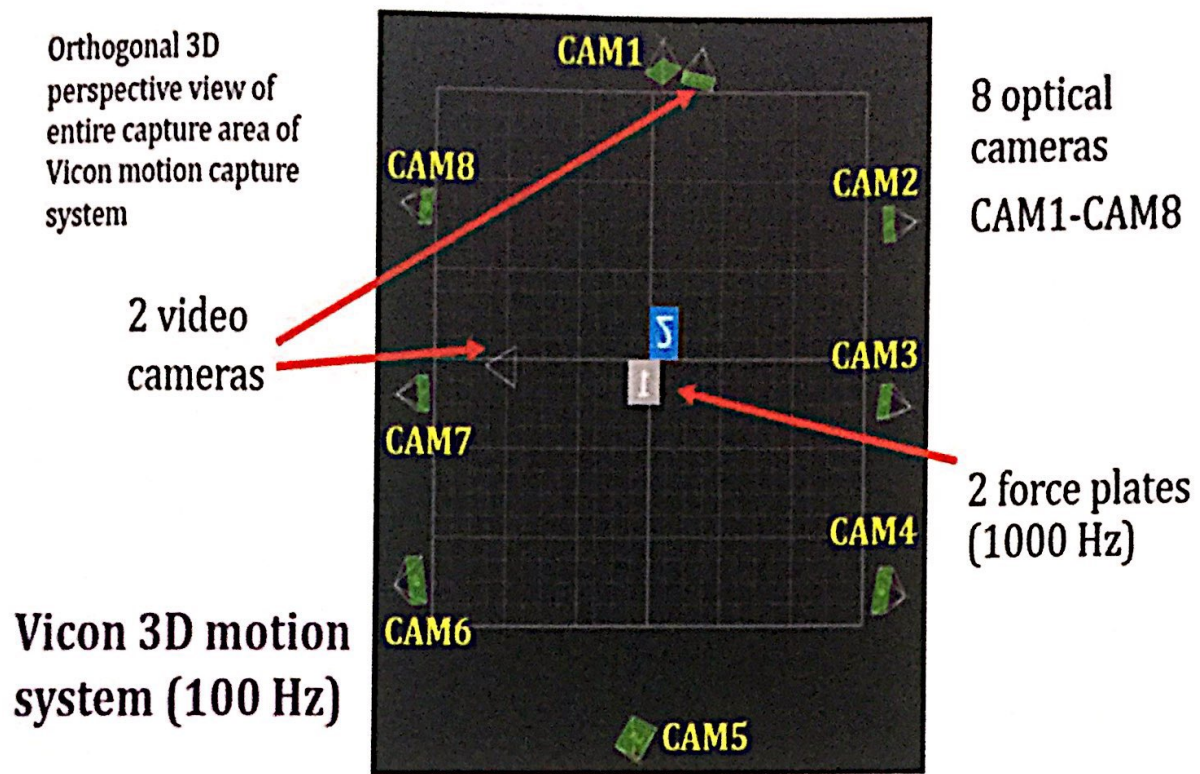 Orthogonal 3D
perspective view of
entire capture area of
Vicon motion capture
system
CAM1
8 optical
cameras
CAM1-CAM8
CAM8
CAM2
2 video
cameras
2
1
CAM3
CAM7
2 force plates
(1000 Hz)
CAM4
Vicon 3D motion
system (100 Hz)
CAM6
CAM5